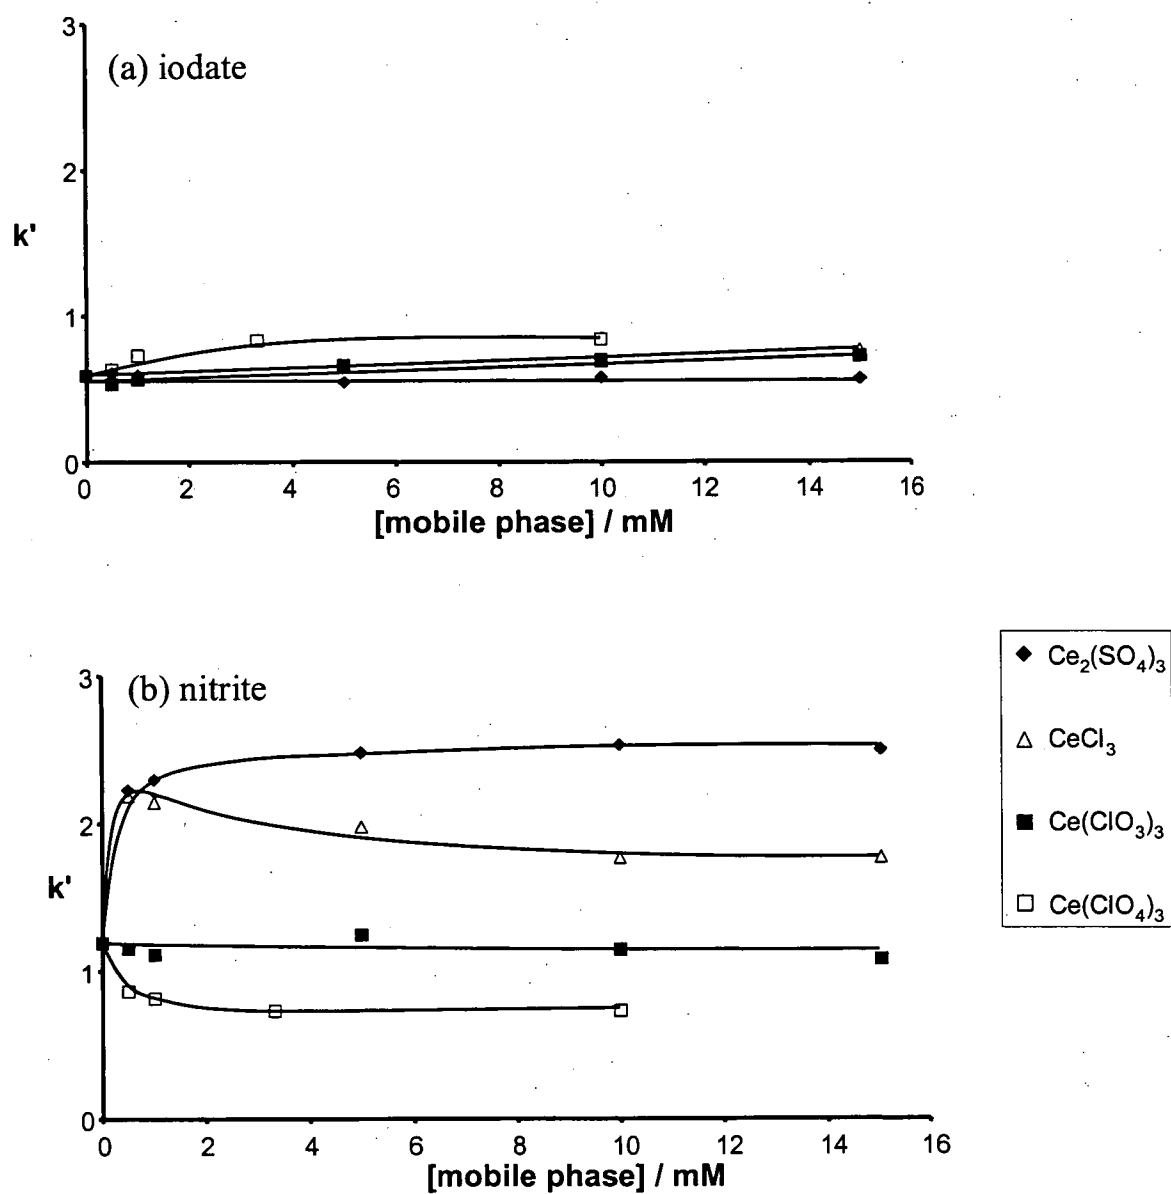 3
(a) iodate
2
k'
1
0
0 2 4 6 8 10 12 14 16
[mobile phase] / mM
3
(b) nitrite
2
k'
1
0
0 2 4 6 8 10 12 14 16
[mobile phase] / mM
Ce₂(SO₄)₃
CeCl₃
Ce(ClO₃)₃
Ce(ClO₄)₃